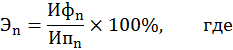 Эₙ = Ифₙ / Ипₙ × 100%, где